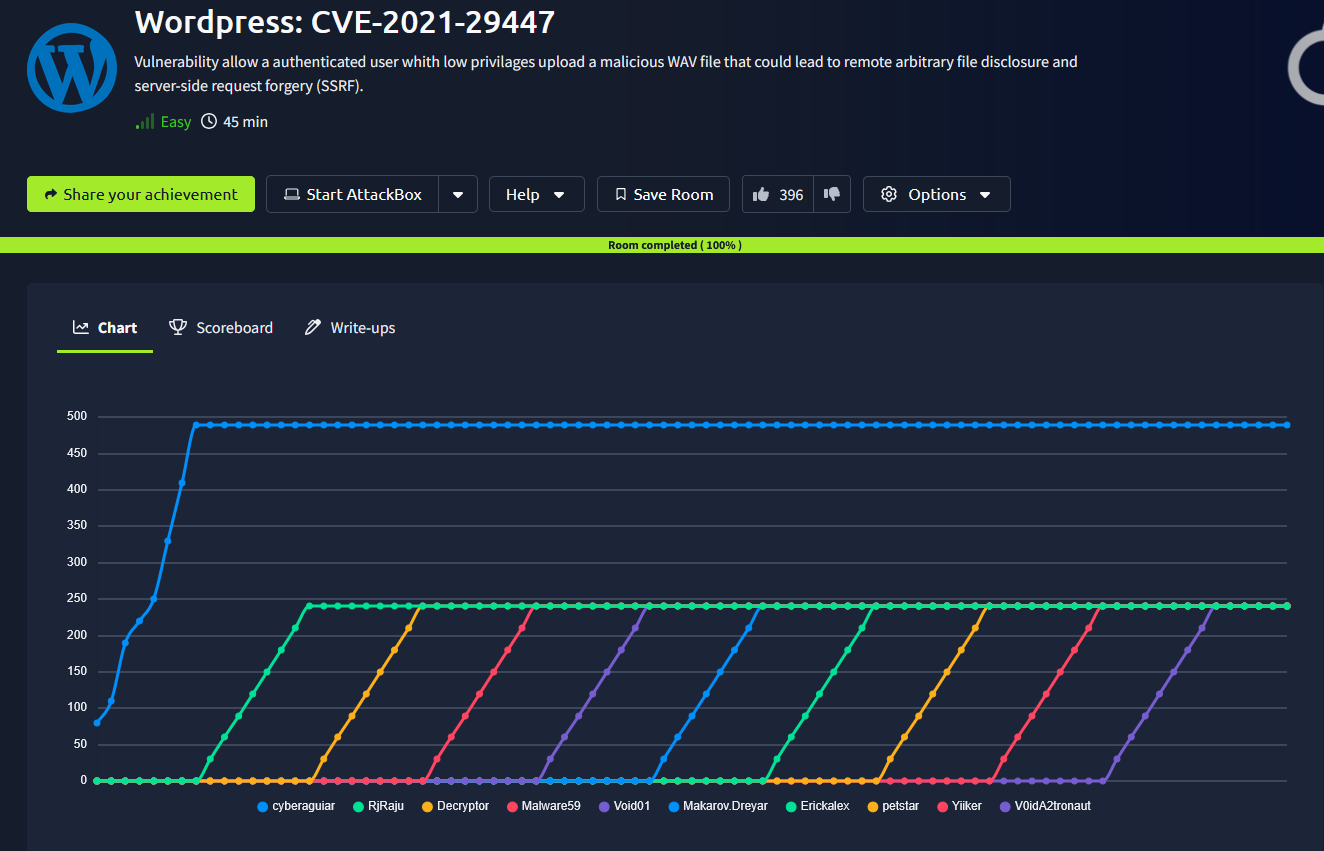 Wordpress: CVE-2021-29447
Vulnerability allow a authenticated user whith low privilages upload a malicious WAV file that could lead to remote arbitrary file disclosure and
server-side request forgery (SSRF).
Easy 45 min
Share your achievement Start AttackBox Help Save Room 396 Options
Room completed ( 100% )
Chart Scoreboard Write-ups
500
450
400
350
300
250
200
150
100
50
0
cyberaguiar RjRaju Decryptor Malware59 Void01 Makarov.Dreyar Erickalex petstar Yiiker V0idA2tronaut